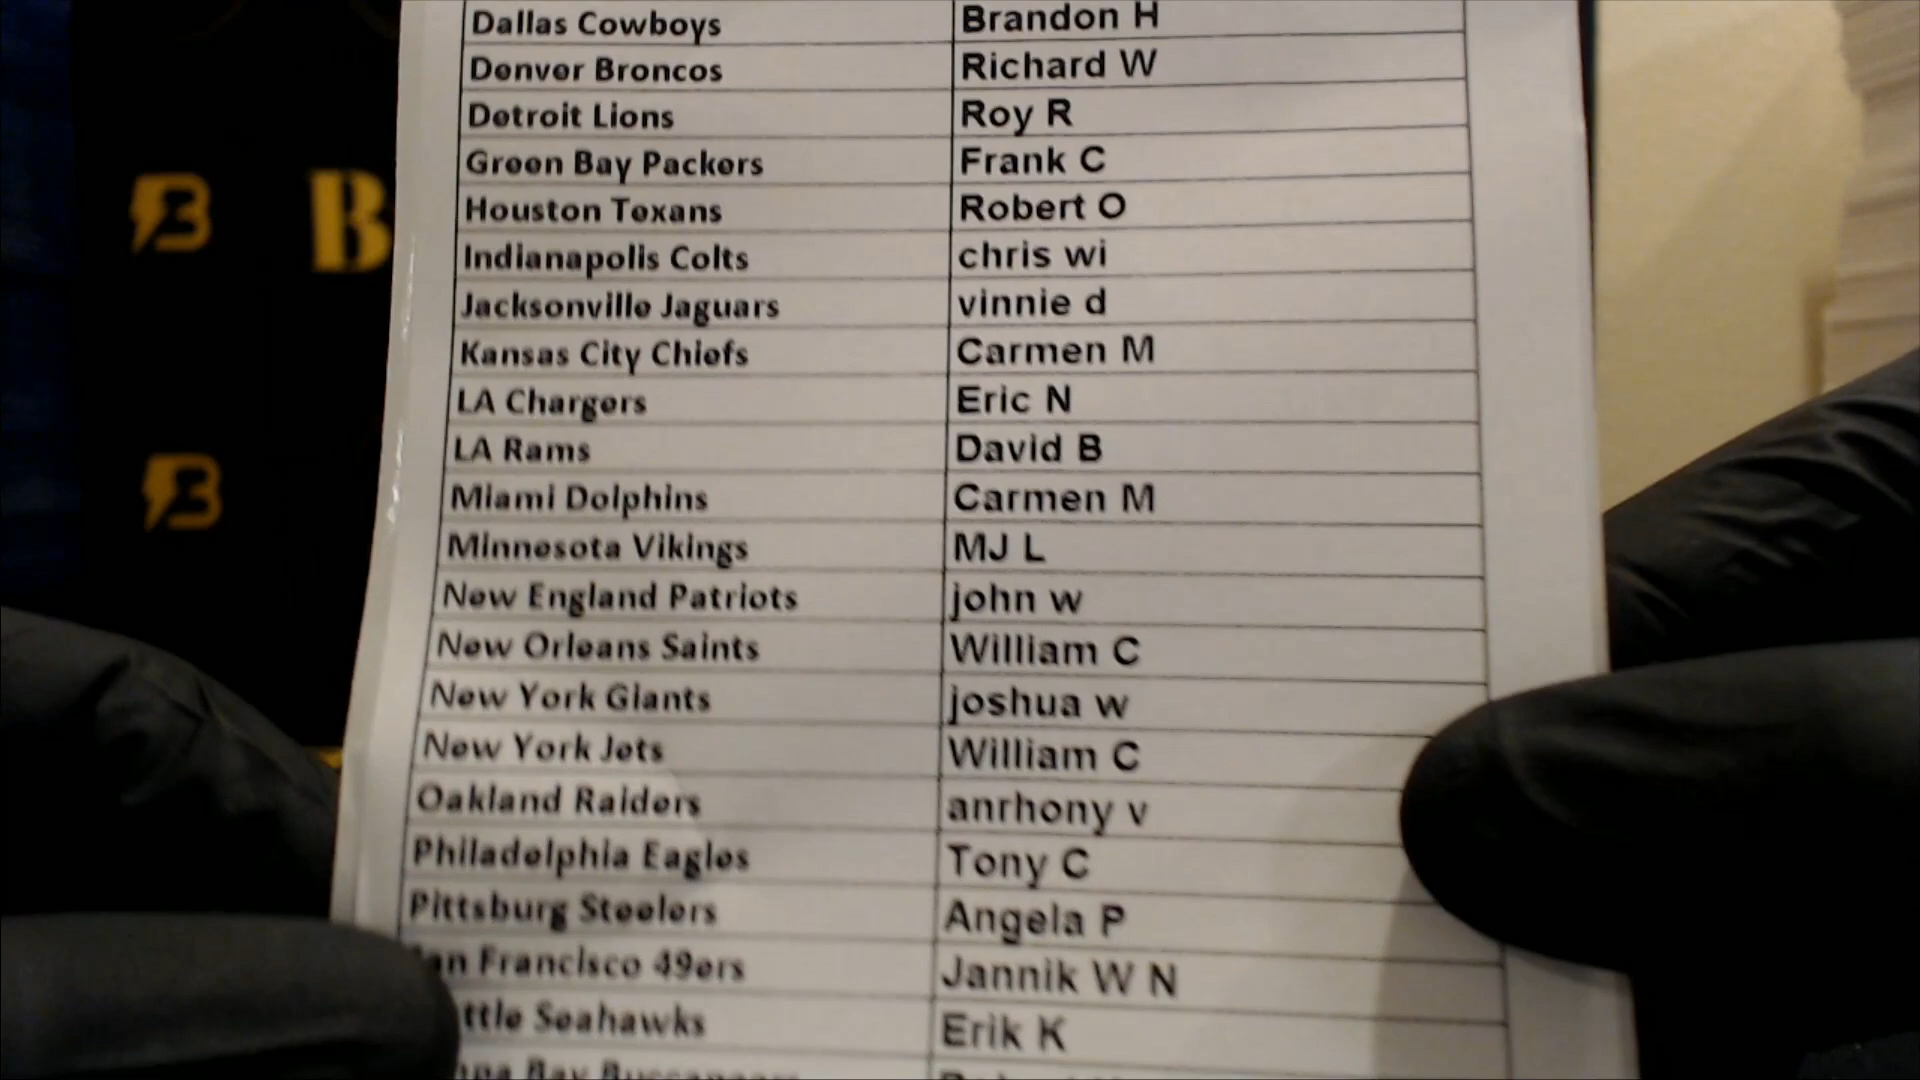 Dallas Cowboys Brandon H
Denver Broncos Richard W
Detroit Lions Roy R
Green Bay Packers Frank C
Houston Texans Robert O
Indianapolis Colts chris wi
Jacksonville Jaguars vinnie d
Kansas City Chiefs Carmen M
LA Chargers Eric N
LA Rams David B
Miami Dolphins Carmen M
Minnesota Vikings MJ L
New England Patriots john w
New Orleans Saints William C
New York Giants joshua w
New York Jets William C
Oakland Raiders anrhony v
Philadelphia Eagles Tony C
Pittsburg Steelers Angela P
an Francisco 49ers Jannik W N
ttle Seahawks Erik K
Bay
B